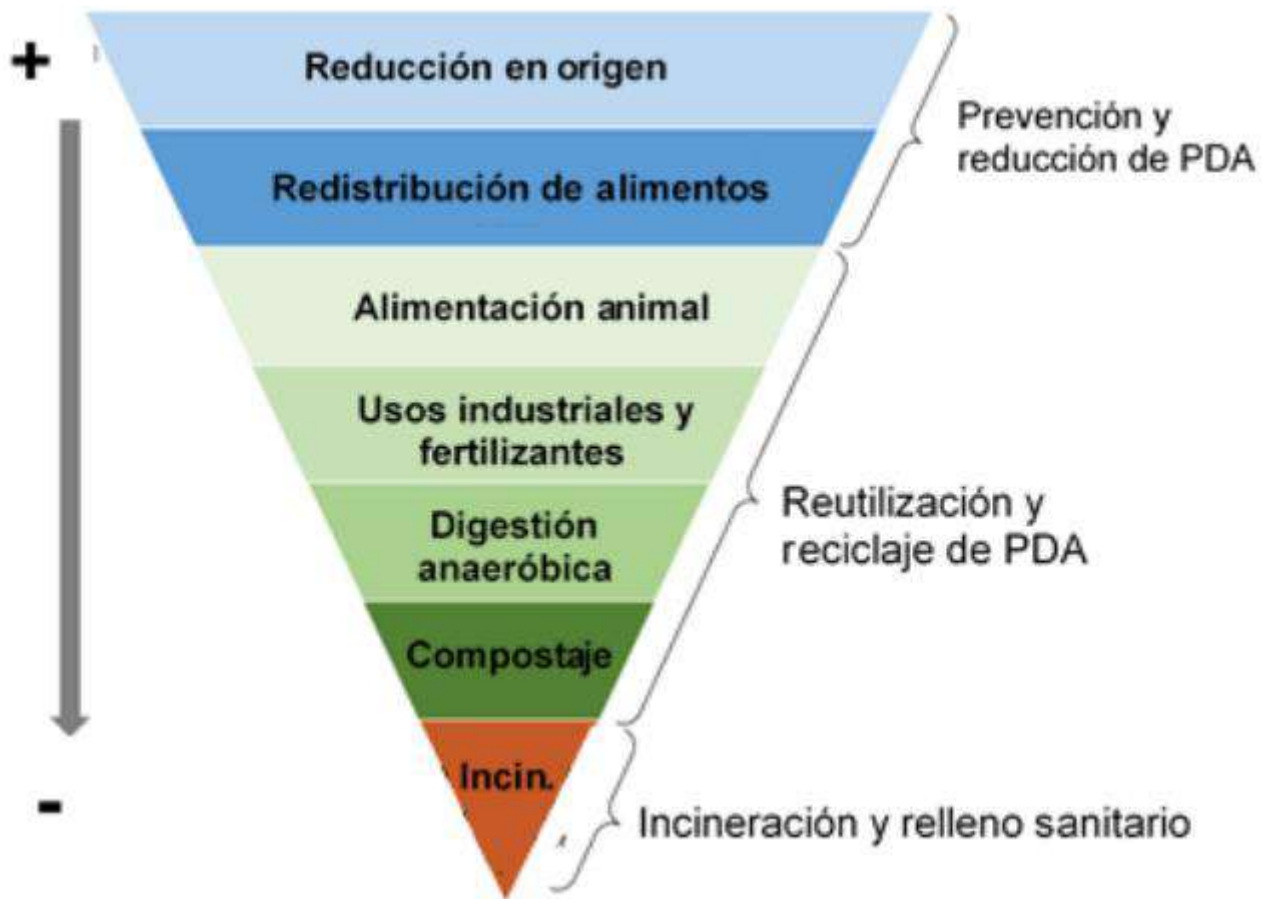 +
Reducción en origen
Redistribución de alimentos
Prevención y
reducción de PDA
Alimentación animal
Usos industriales y
fertilizantes
Digestión
anaeróbica
Compostaje
Reutilización y
reciclaje de PDA
Incin.
-
Incineración y relleno sanitario